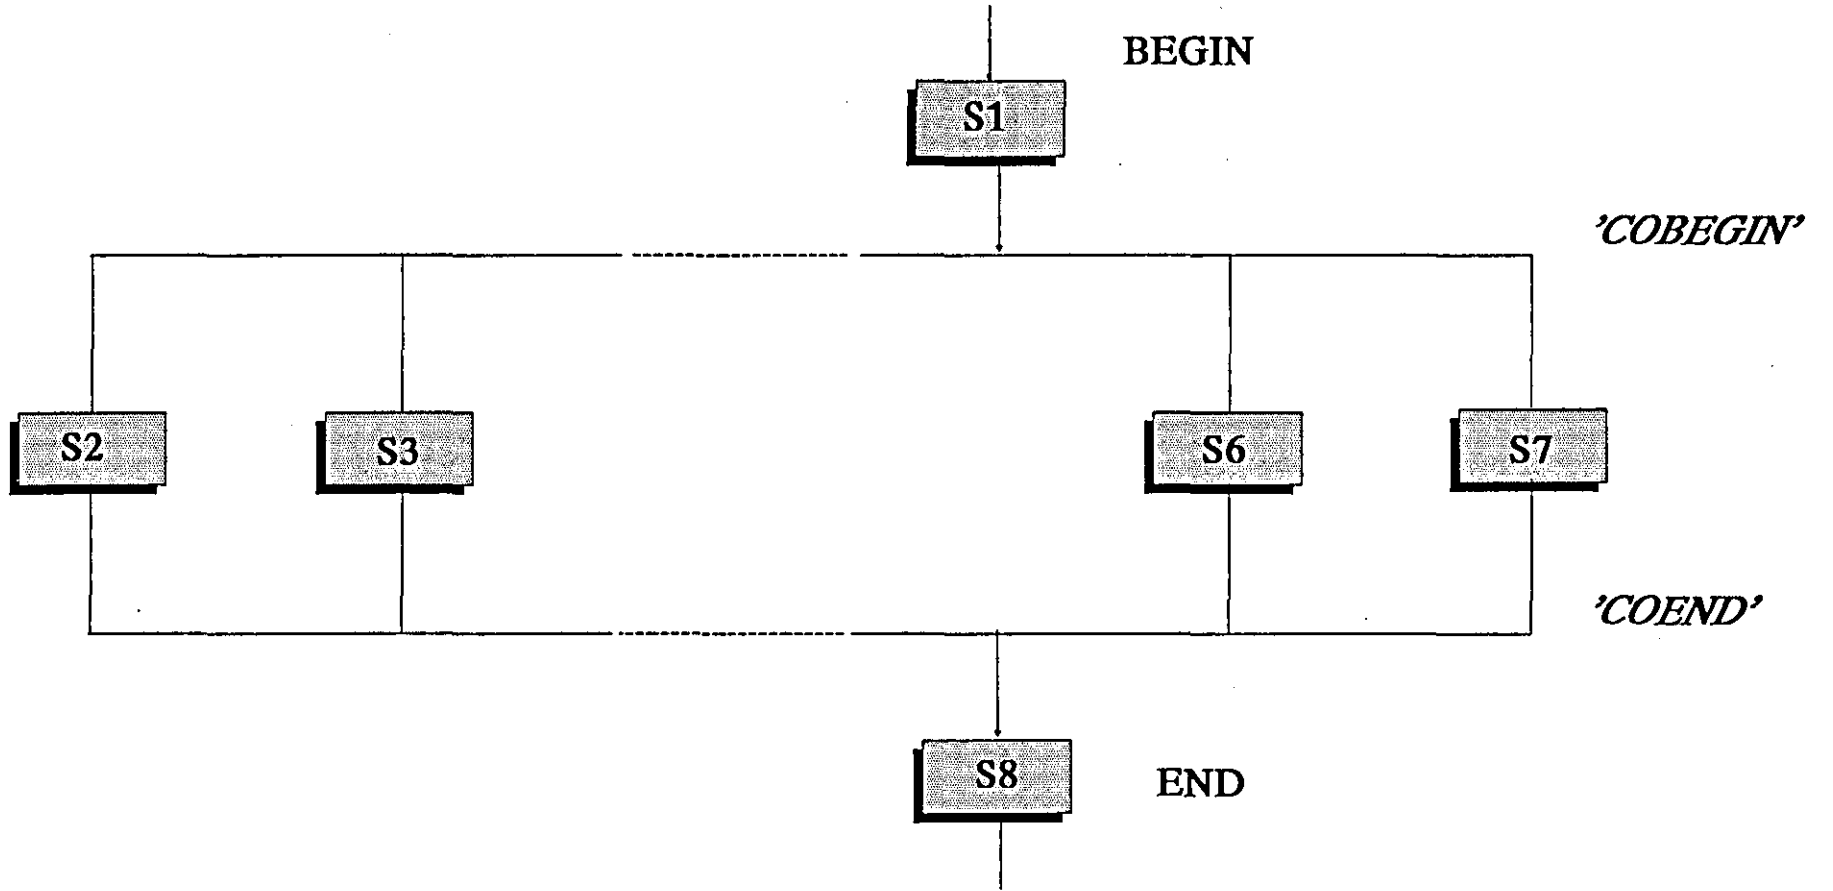 BEGIN
S1
'COBEGIN'
S2 S3 S6 S7
'COEND'
S8 END